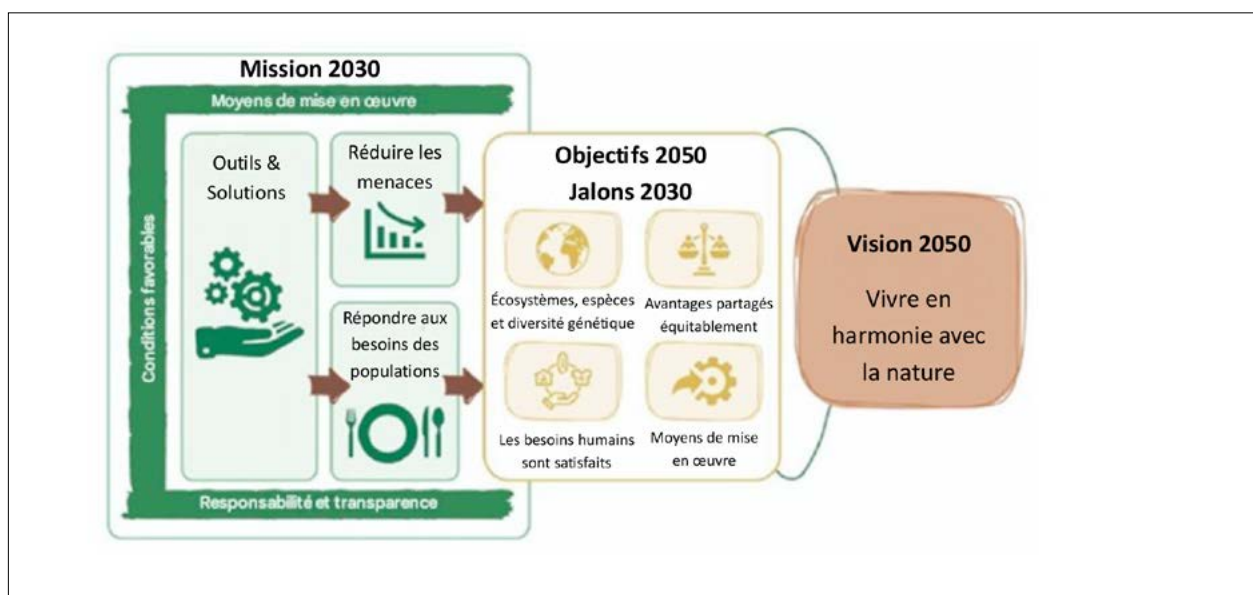 Mission 2030
Moyens de mise en œuvre
Conditions favorables
Outils &
Solutions
Réduire les
menaces
Répondre aux
besoins des
populations
Responsabilité et transparence
Objectifs 2050
Jalons 2030
Écosystèmes, espèces
et diversité génétique
Avantages partagés
équitablement
Les besoins humains
sont satisfaits
Moyens de mise
en œuvre
Vision 2050
Vivre en
harmonie avec
la nature